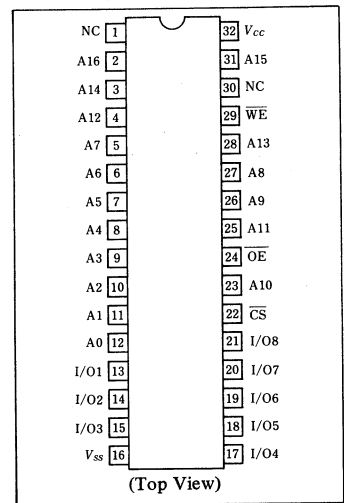 NC 1 32 Vcc
A16 2 31 A15
A14 3 30 NC
A12 4 29 WE
A7 5 28 A13
A6 6 27 A8
A5 7 26 A9
A4 8 25 A11
A3 9 24 OE
A2 10 23 A10
A1 11 22 CS
A0 12 21 I/O8
I/O1 13 20 I/O7
I/O2 14 19 I/O6
I/O3 15 18 I/O5
Vss 16 17 I/O4
(Top View)